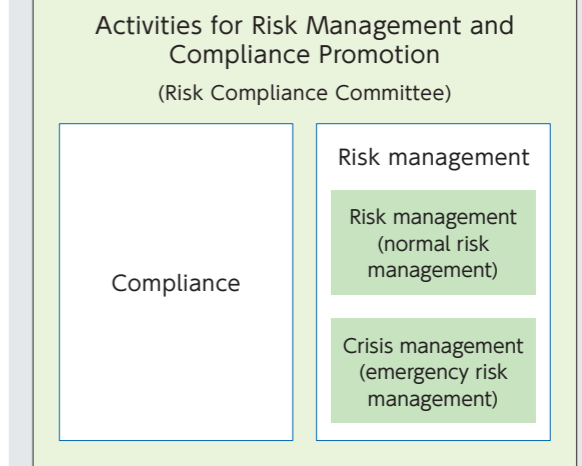 Activities for Risk Management and
Compliance Promotion
(Risk Compliance Committee)
Compliance
Risk management
Risk management
(normal risk
management)
Crisis management
(emergency risk
management)